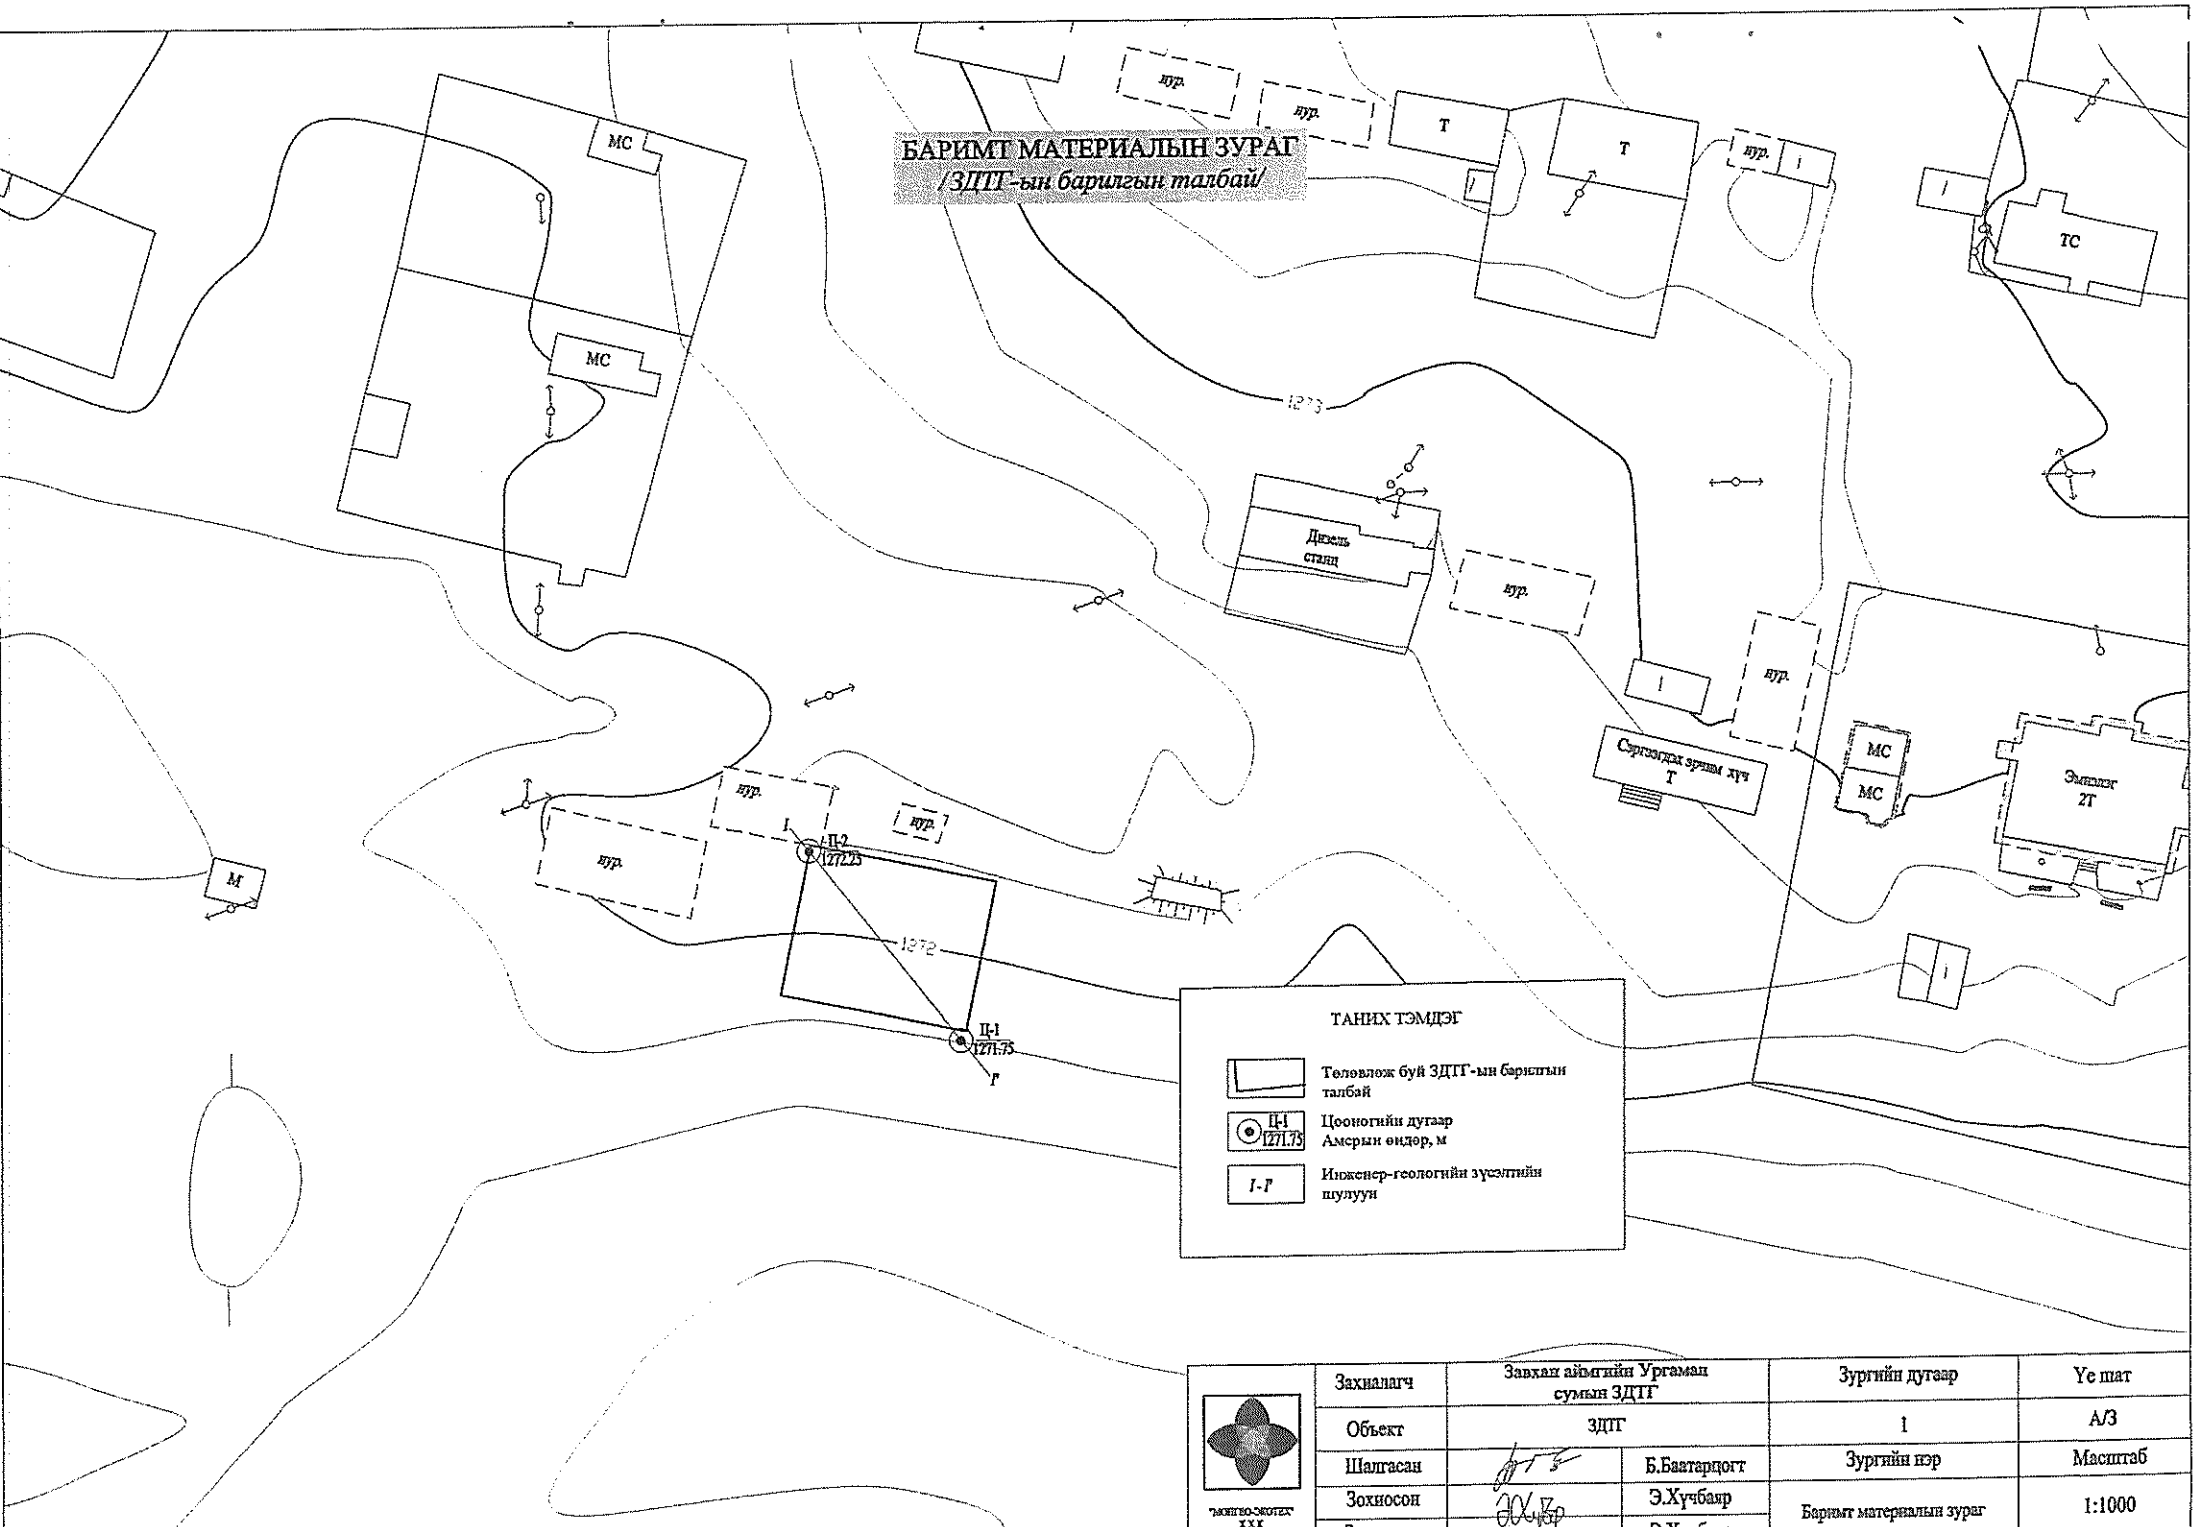 БАРИМТ МАТЕРИАЛЫН ЗУРАГ
/ЗДТГ-ын барилгын талбай/
нур.
нур.
Т
Т
нур.
I
I
I
ТС
МС
МС
1273
Дизель
станц
нур.
нур.
I
Сэргээгдэх эрчим хүч
Т
МС
МС
Эмнэлэг
2Т
I
нур.
нур.
нур.
М
I
Ц-2
1272.25
1272
Ц-1
1271.75
I'
ТАНИХ ТЭМДЭГ
Төлөвлөж буй ЗДТГ-ын барилгын
талбай
Ц-1
1271.75
Цооногийн дугаар
Амсрын өндөр, м
I-I'
Инженер-геологийн зүсэлтийн
шулуун
Захиалагч
Завхан аймгийн Ургамал
сумын ЗДТГ
Зургийн дугаар
Үе шат
Объект
ЗДТГ
1
А/З
Шалгасан
Б.Баатарцогт
Зургийн нэр
Масштаб
Зохиосон
Э.Хүчбаяр
Баримт материалын зураг
1:1000
ХХК